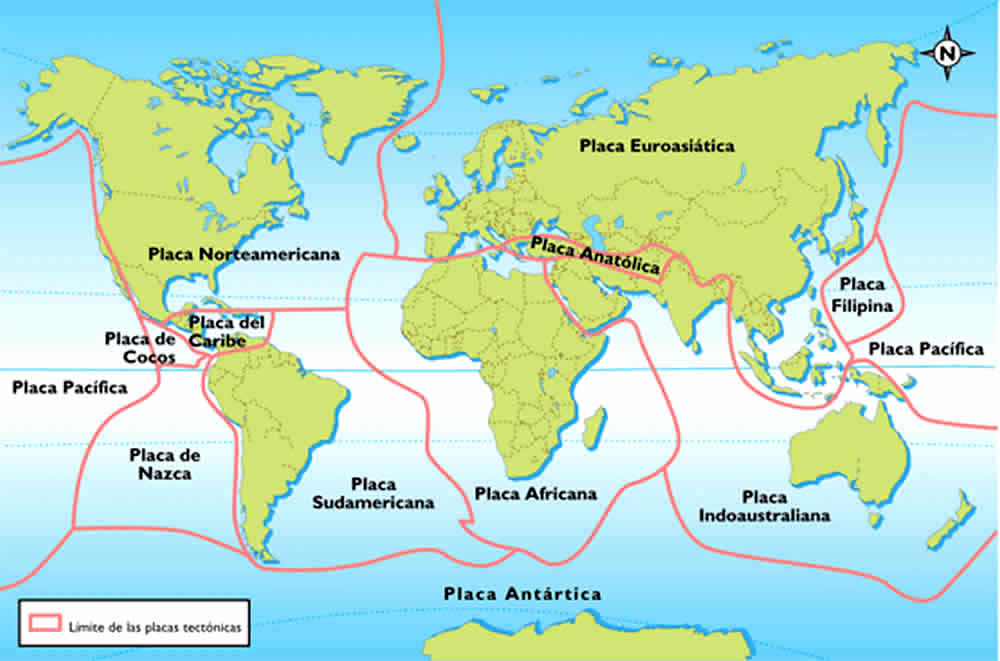 N
Placa Euroasiática
Placa Norteamericana
Placa Anatólica
Placa
Filipina
Placa del
Caribe
Placa de
Cocos
Placa Pacífica
Placa Pacífica
Placa de
Nazca
Placa
Sudamericana
Placa Africana
Placa
Indoaustraliana
Placa Antártica
Límite de las placas tectónicas